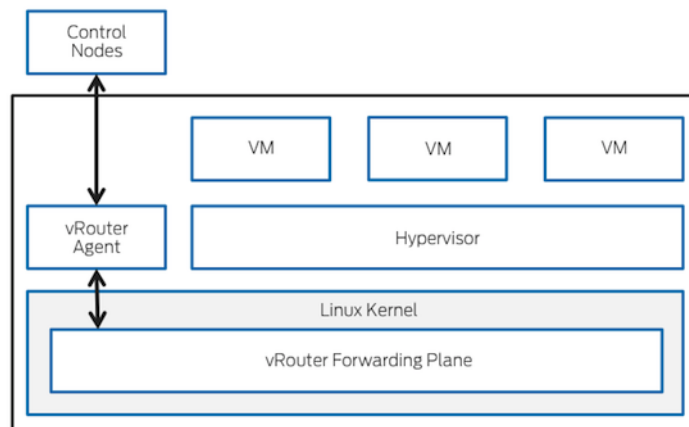 Control
Nodes
VM
VM
VM
vRouter
Agent
Hypervisor
Linux Kernel
vRouter Forwarding Plane